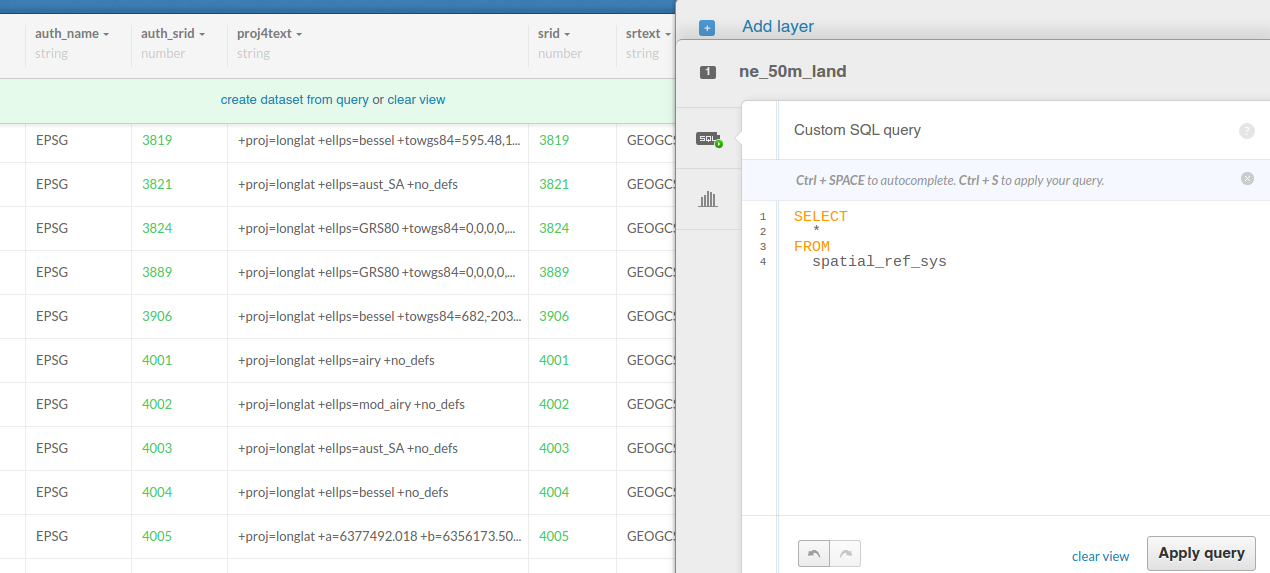 auth_name auth_srid proj4text srid srtext
string number string number string
create dataset from query or clear view
EPSG 3819 +proj=longlat +ellps=bessel +towgs84=595.48,1... 3819 GEOGCS
EPSG 3821 +proj=longlat +ellps=aust_SA +no_defs 3821 GEOGCS
EPSG 3824 +proj=longlat +ellps=GRS80 +towgs84=0,0,0,0,... 3824 GEOGCS
EPSG 3889 +proj=longlat +ellps=GRS80 +towgs84=0,0,0,0,... 3889 GEOGCS
EPSG 3906 +proj=longlat +ellps=bessel +towgs84=682,-203... 3906 GEOGCS
EPSG 4001 +proj=longlat +ellps=airy +no_defs 4001 GEOGCS
EPSG 4002 +proj=longlat +ellps=mod_airy +no_defs 4002 GEOGCS
EPSG 4003 +proj=longlat +ellps=aust_SA +no_defs 4003 GEOGCS
EPSG 4004 +proj=longlat +ellps=bessel +no_defs 4004 GEOGCS
EPSG 4005 +proj=longlat +a=6377492.018 +b=6356173.50... 4005 GEOGCS
+ Add layer
1 ne_50m_land
SQL
Custom SQL query ?
Ctrl + SPACE to autocomplete. Ctrl + S to apply your query.
1 SELECT
2 *
3 FROM
4 spatial_ref_sys
clear view Apply query